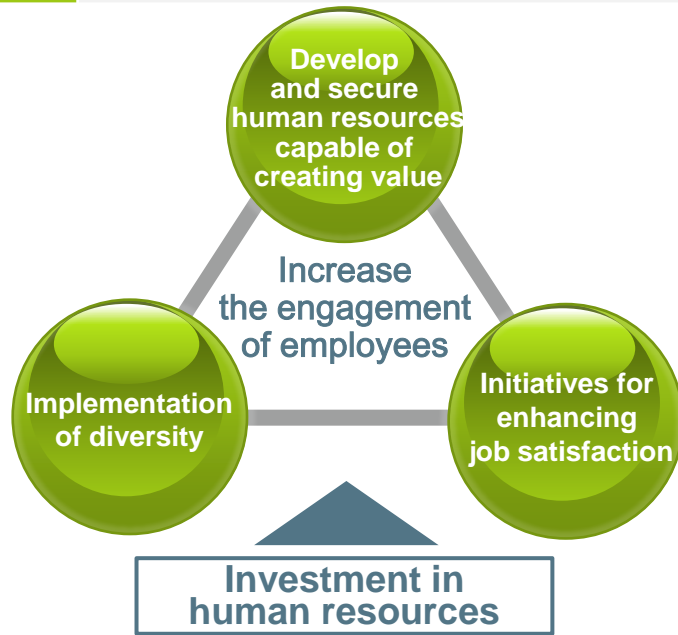 Develop
and secure
human resources
capable of
creating value
Increase
the engagement
of employees
Implementation
of diversity
Initiatives for
enhancing
job satisfaction
Investment in
human resources